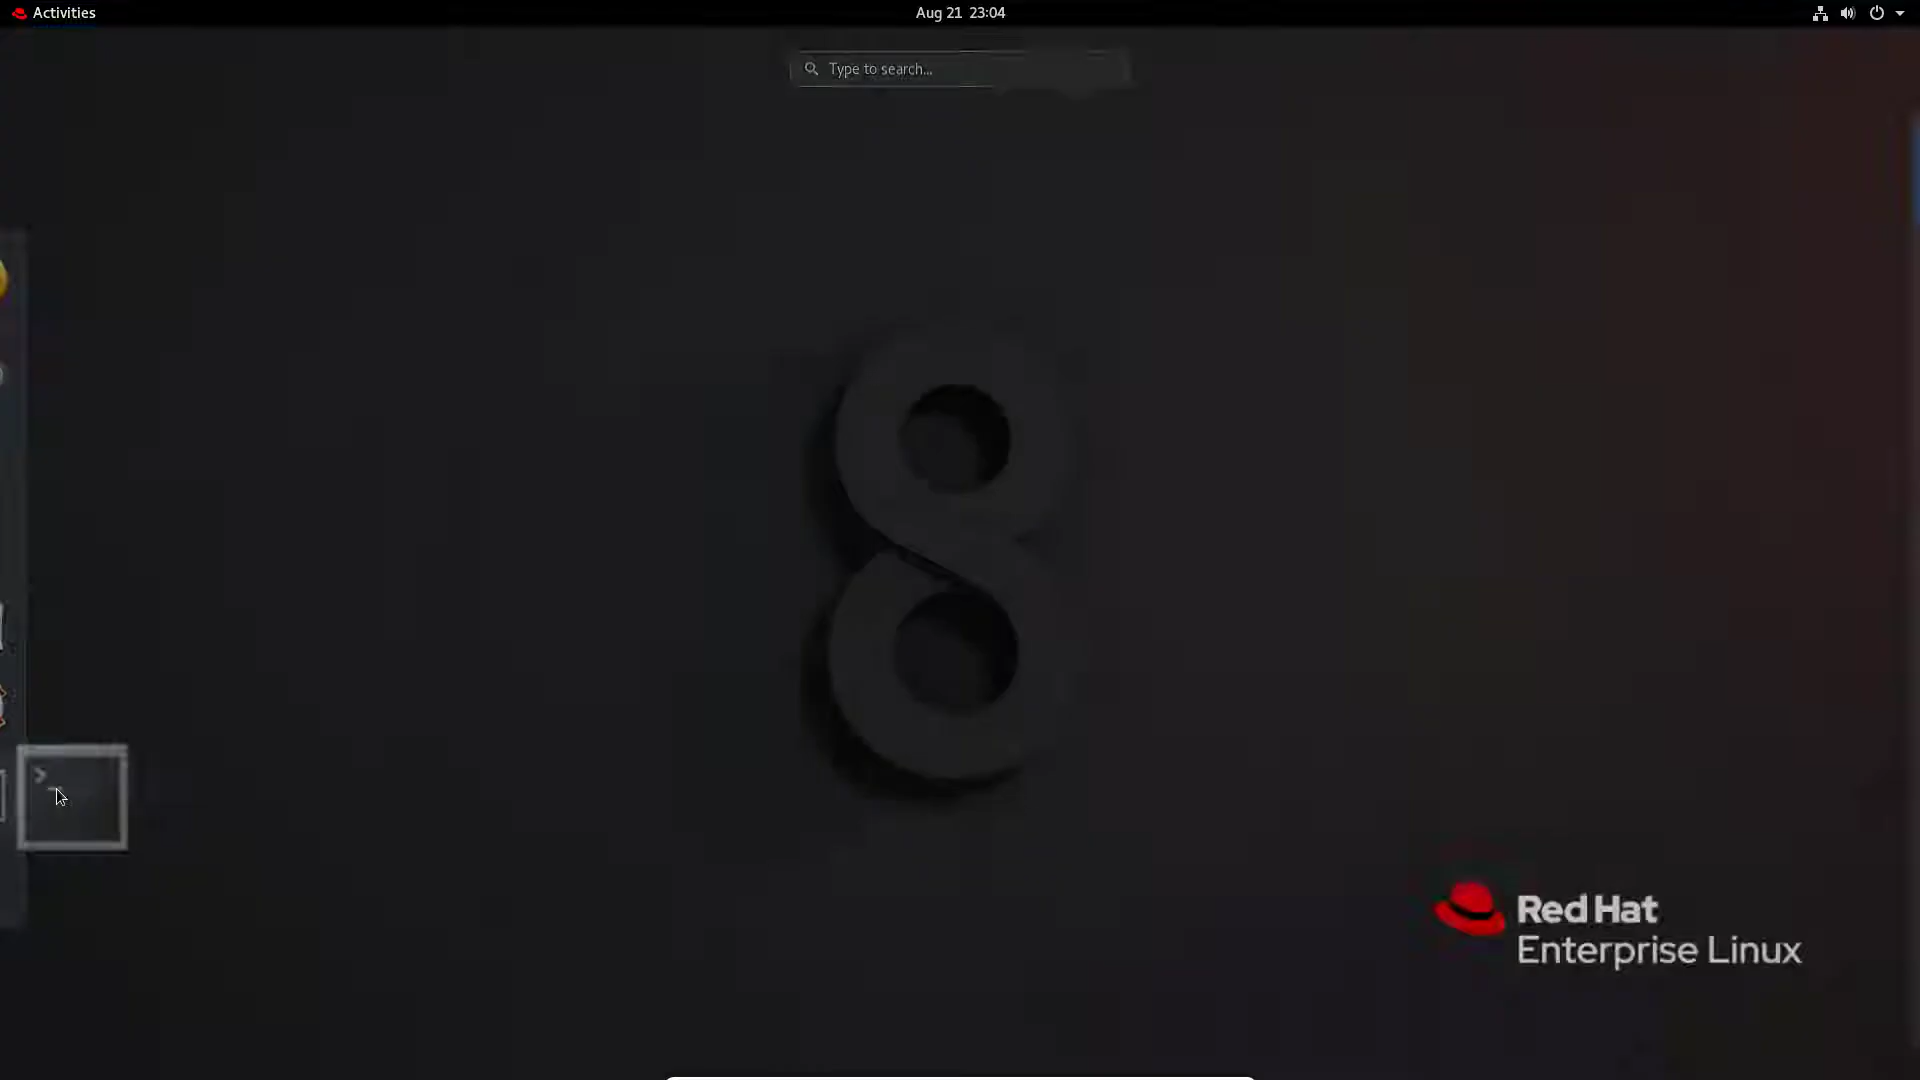 Activities
Aug 21 23:04
Type to search...
>_
8
Red Hat
Enterprise Linux